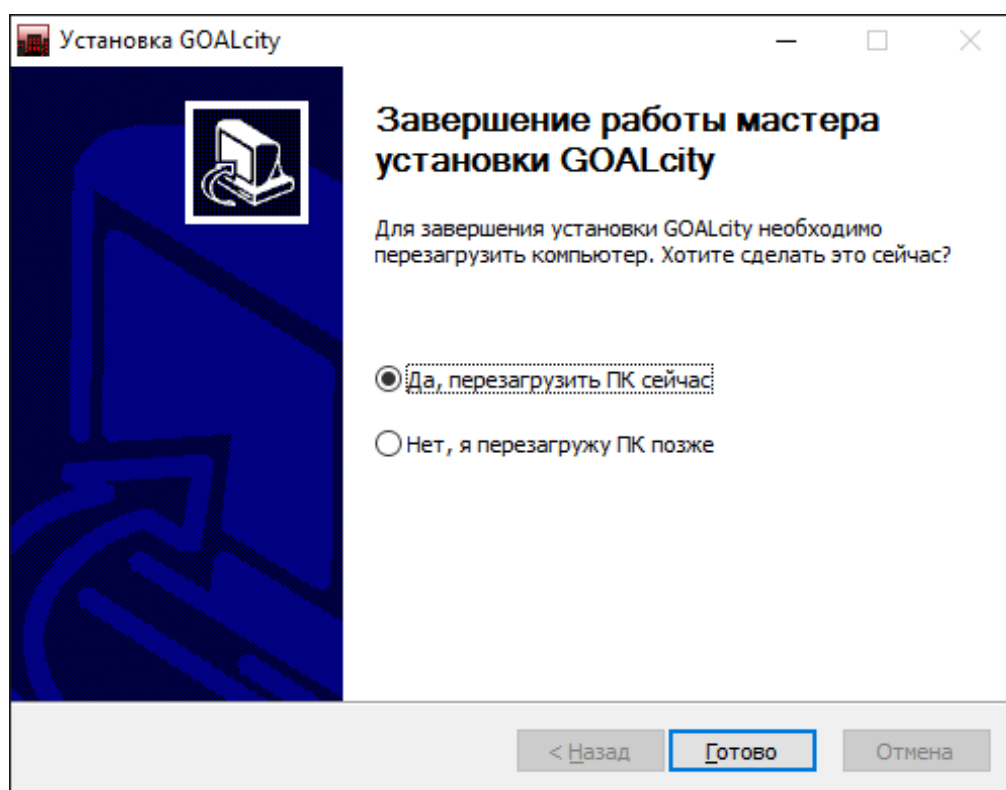 Установка GOALcity
Завершение работы мастера
установки GOALcity
Для завершения установки GOALcity необходимо
перезагрузить компьютер. Хотите сделать это сейчас?
Да, перезагрузить ПК сейчас
Нет, я перезагружу ПК позже
< Назад
Готово
Отмена